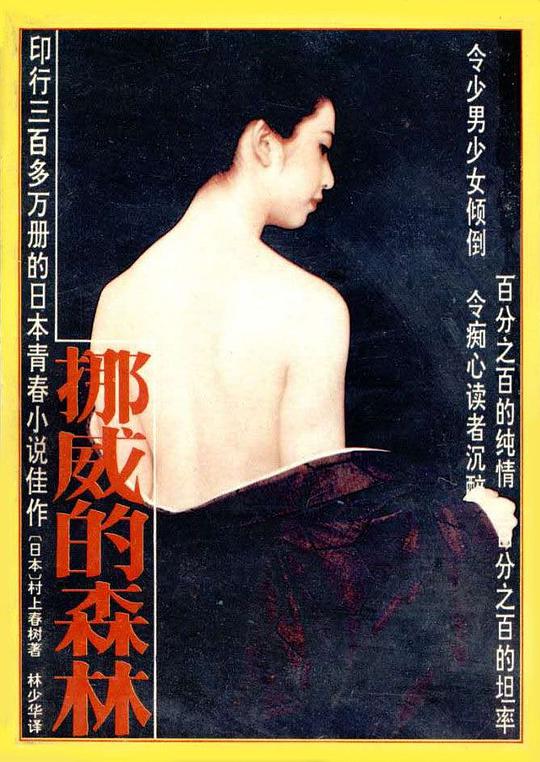 印行三百多万册的日本青春小说佳作
〔日本〕村上春树著 林少华译
挪威的森林
令少男少女倾倒 令痴心读者沉醉
百分之百的纯情 百分之百的坦率